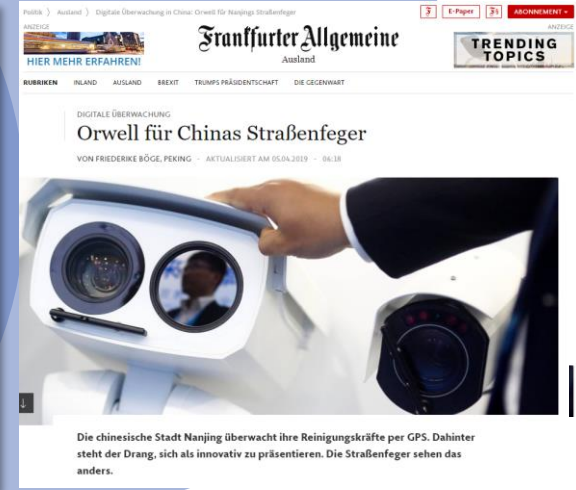 Politik 〉 Ausland 〉 Digitale Überwachung in China: Orwell für Nanjings Straßenfeger
E-Paper
ABONNEMENT
ANZEIGE
ANZEIGE
HIER MEHR ERFAHREN!
Frankfurter Allgemeine
Ausland
TRENDING
TOPICS
RUBRIKEN INLAND AUSLAND BREXIT TRUMPS PRÄSIDENTSCHAFT DIE GEGENWART
DIGITALE ÜBERWACHUNG
Orwell für Chinas Straßenfeger
VON FRIEDERIKE BÖGE, PEKING - AKTUALISIERT AM 05.04.2019 - 06:18
Die chinesische Stadt Nanjing überwacht ihre Reinigungskräfte per GPS. Dahinter
steht der Drang, sich als innovativ zu präsentieren. Die Straßenfeger sehen das
anders.